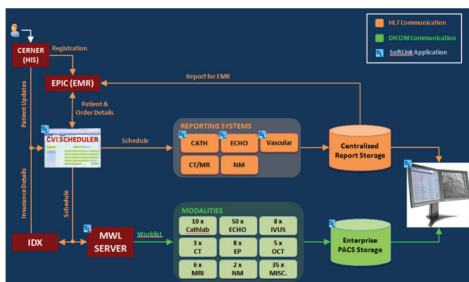 HL7 Communication
DICOM Communication
SoftLink Application
CERNER
(HIS)
Registration
EPIC (EMR)
Report for EMR
Patient Updates
Patient &
Order Details
CVI SCHEDULER
Schedule
REPORTING SYSTEMS
CATH
ECHO
Vascular
CT/MR
NM
Centralized
Report Storage
Insurance Details
Schedule
IDX
MWL
SERVER
Worklist
MODALITIES
10 x
Cathlab
50 x
ECHO
8 x
IVUS
3 x
CT
8 x
EP
5 x
OCT
6 x
MRI
2 x
NM
35 x
MISC.
Enterprise
PACS Storage